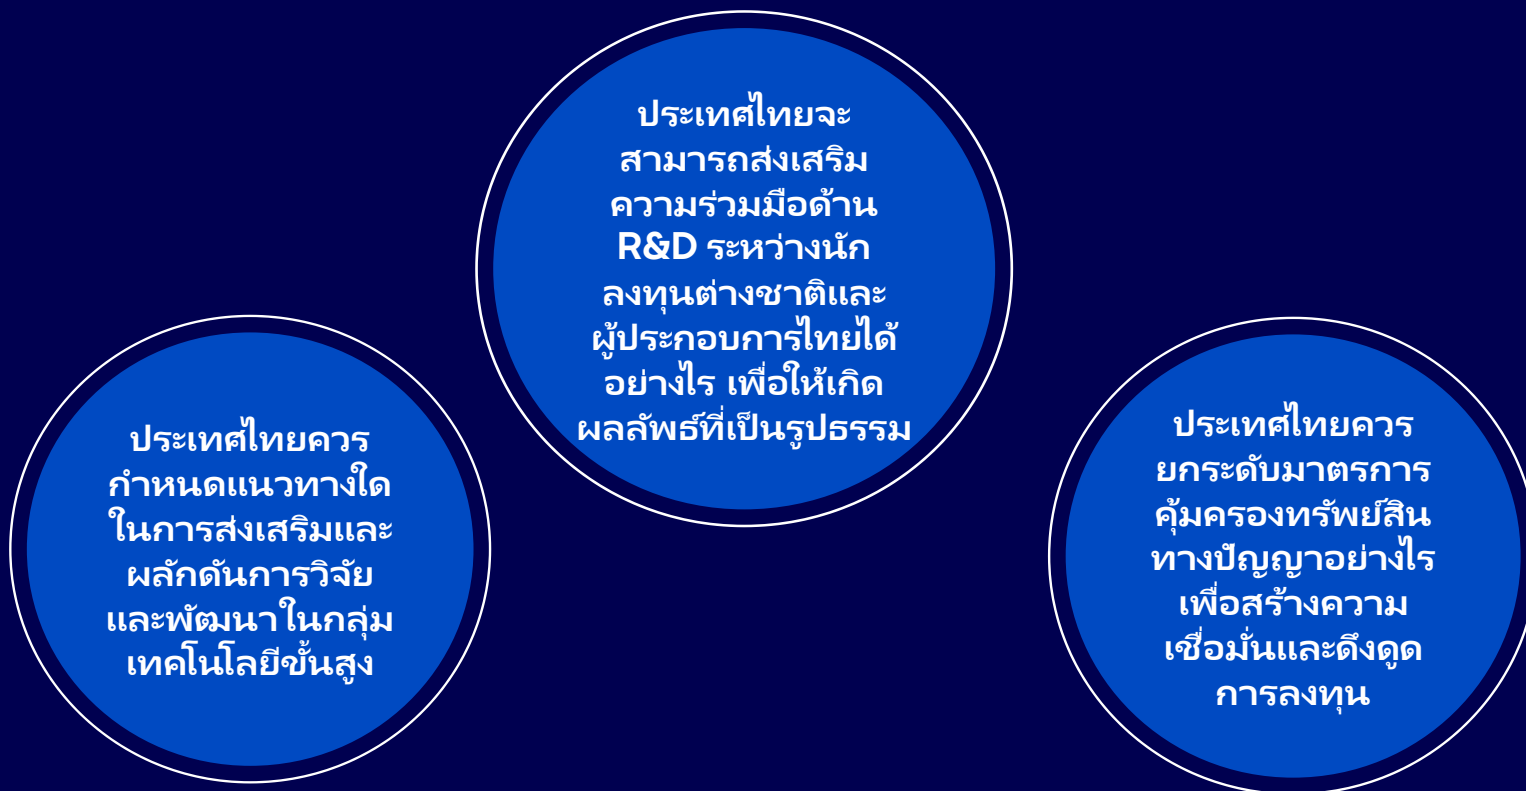 ประเทศไทยจะ
สามารถส่งเสริม
ความร่วมมือด้าน
R&D ระหว่างนัก
ลงทุนต่างชาติและ
ผู้ประกอบการไทยได้
อย่างไร เพื่อให้เกิด
ผลลัพธ์ที่เป็นรูปธรรม
ประเทศไทยควร
กำหนดแนวทางใด
ในการส่งเสริมและ
ผลักดันการวิจัย
และพัฒนาในกลุ่ม
เทคโนโลยีขั้นสูง
ประเทศไทยควร
ยกระดับมาตรการ
คุ้มครองทรัพย์สิน
ทางปัญญาอย่างไร
เพื่อสร้างความ
เชื่อมั่นและดึงดูด
การลงทุน